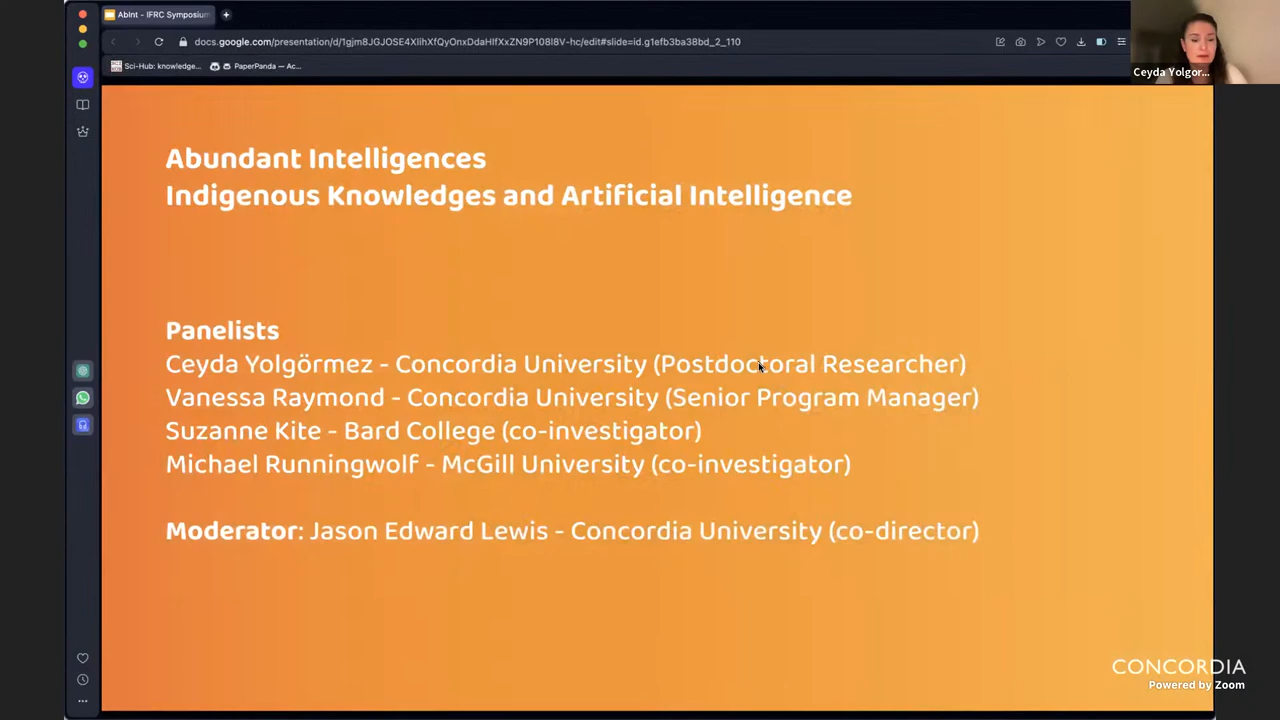 AbInt - IFRC Symposium
docs.google.com/presentation/d/1gjm8JGJOSE4XlihXfQyOnxDdaHIfXxZN9P108I8V-hc/edit#slide=id.g1efb3ba38bd_2_110
Sci-Hub: knowledge...
PaperPanda — Ac...
Ceyda Yolgor...
Abundant Intelligences
Indigenous Knowledges and Artificial Intelligence
Panelists
Ceyda Yolgörmez - Concordia University (Postdoctoral Researcher)
Vanessa Raymond - Concordia University (Senior Program Manager)
Suzanne Kite - Bard College (co-investigator)
Michael Runningwolf - McGill University (co-investigator)
Moderator: Jason Edward Lewis - Concordia University (co-director)
CONCORDIA
Powered by Zoom